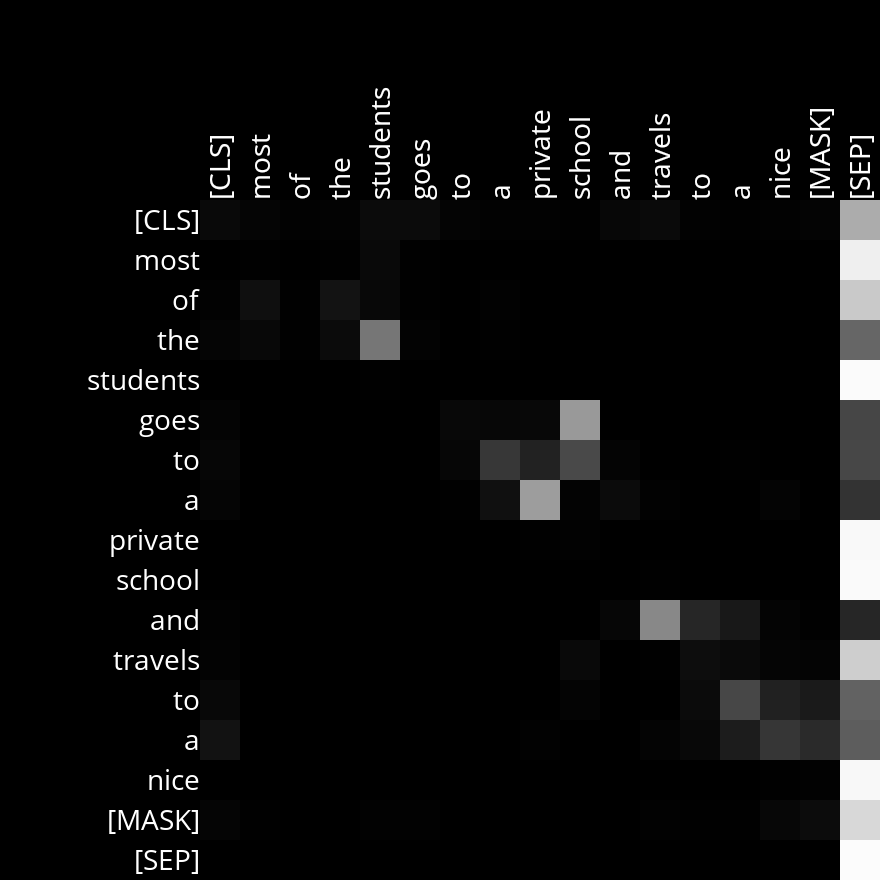 [CLS]
most
of
the
students
goes
to
a
private
school
and
travels
to
a
nice
[MASK]
[SEP]
[CLS]
most
of
the
students
goes
to
a
private
school
and
travels
to
a
nice
[MASK]
[SEP]